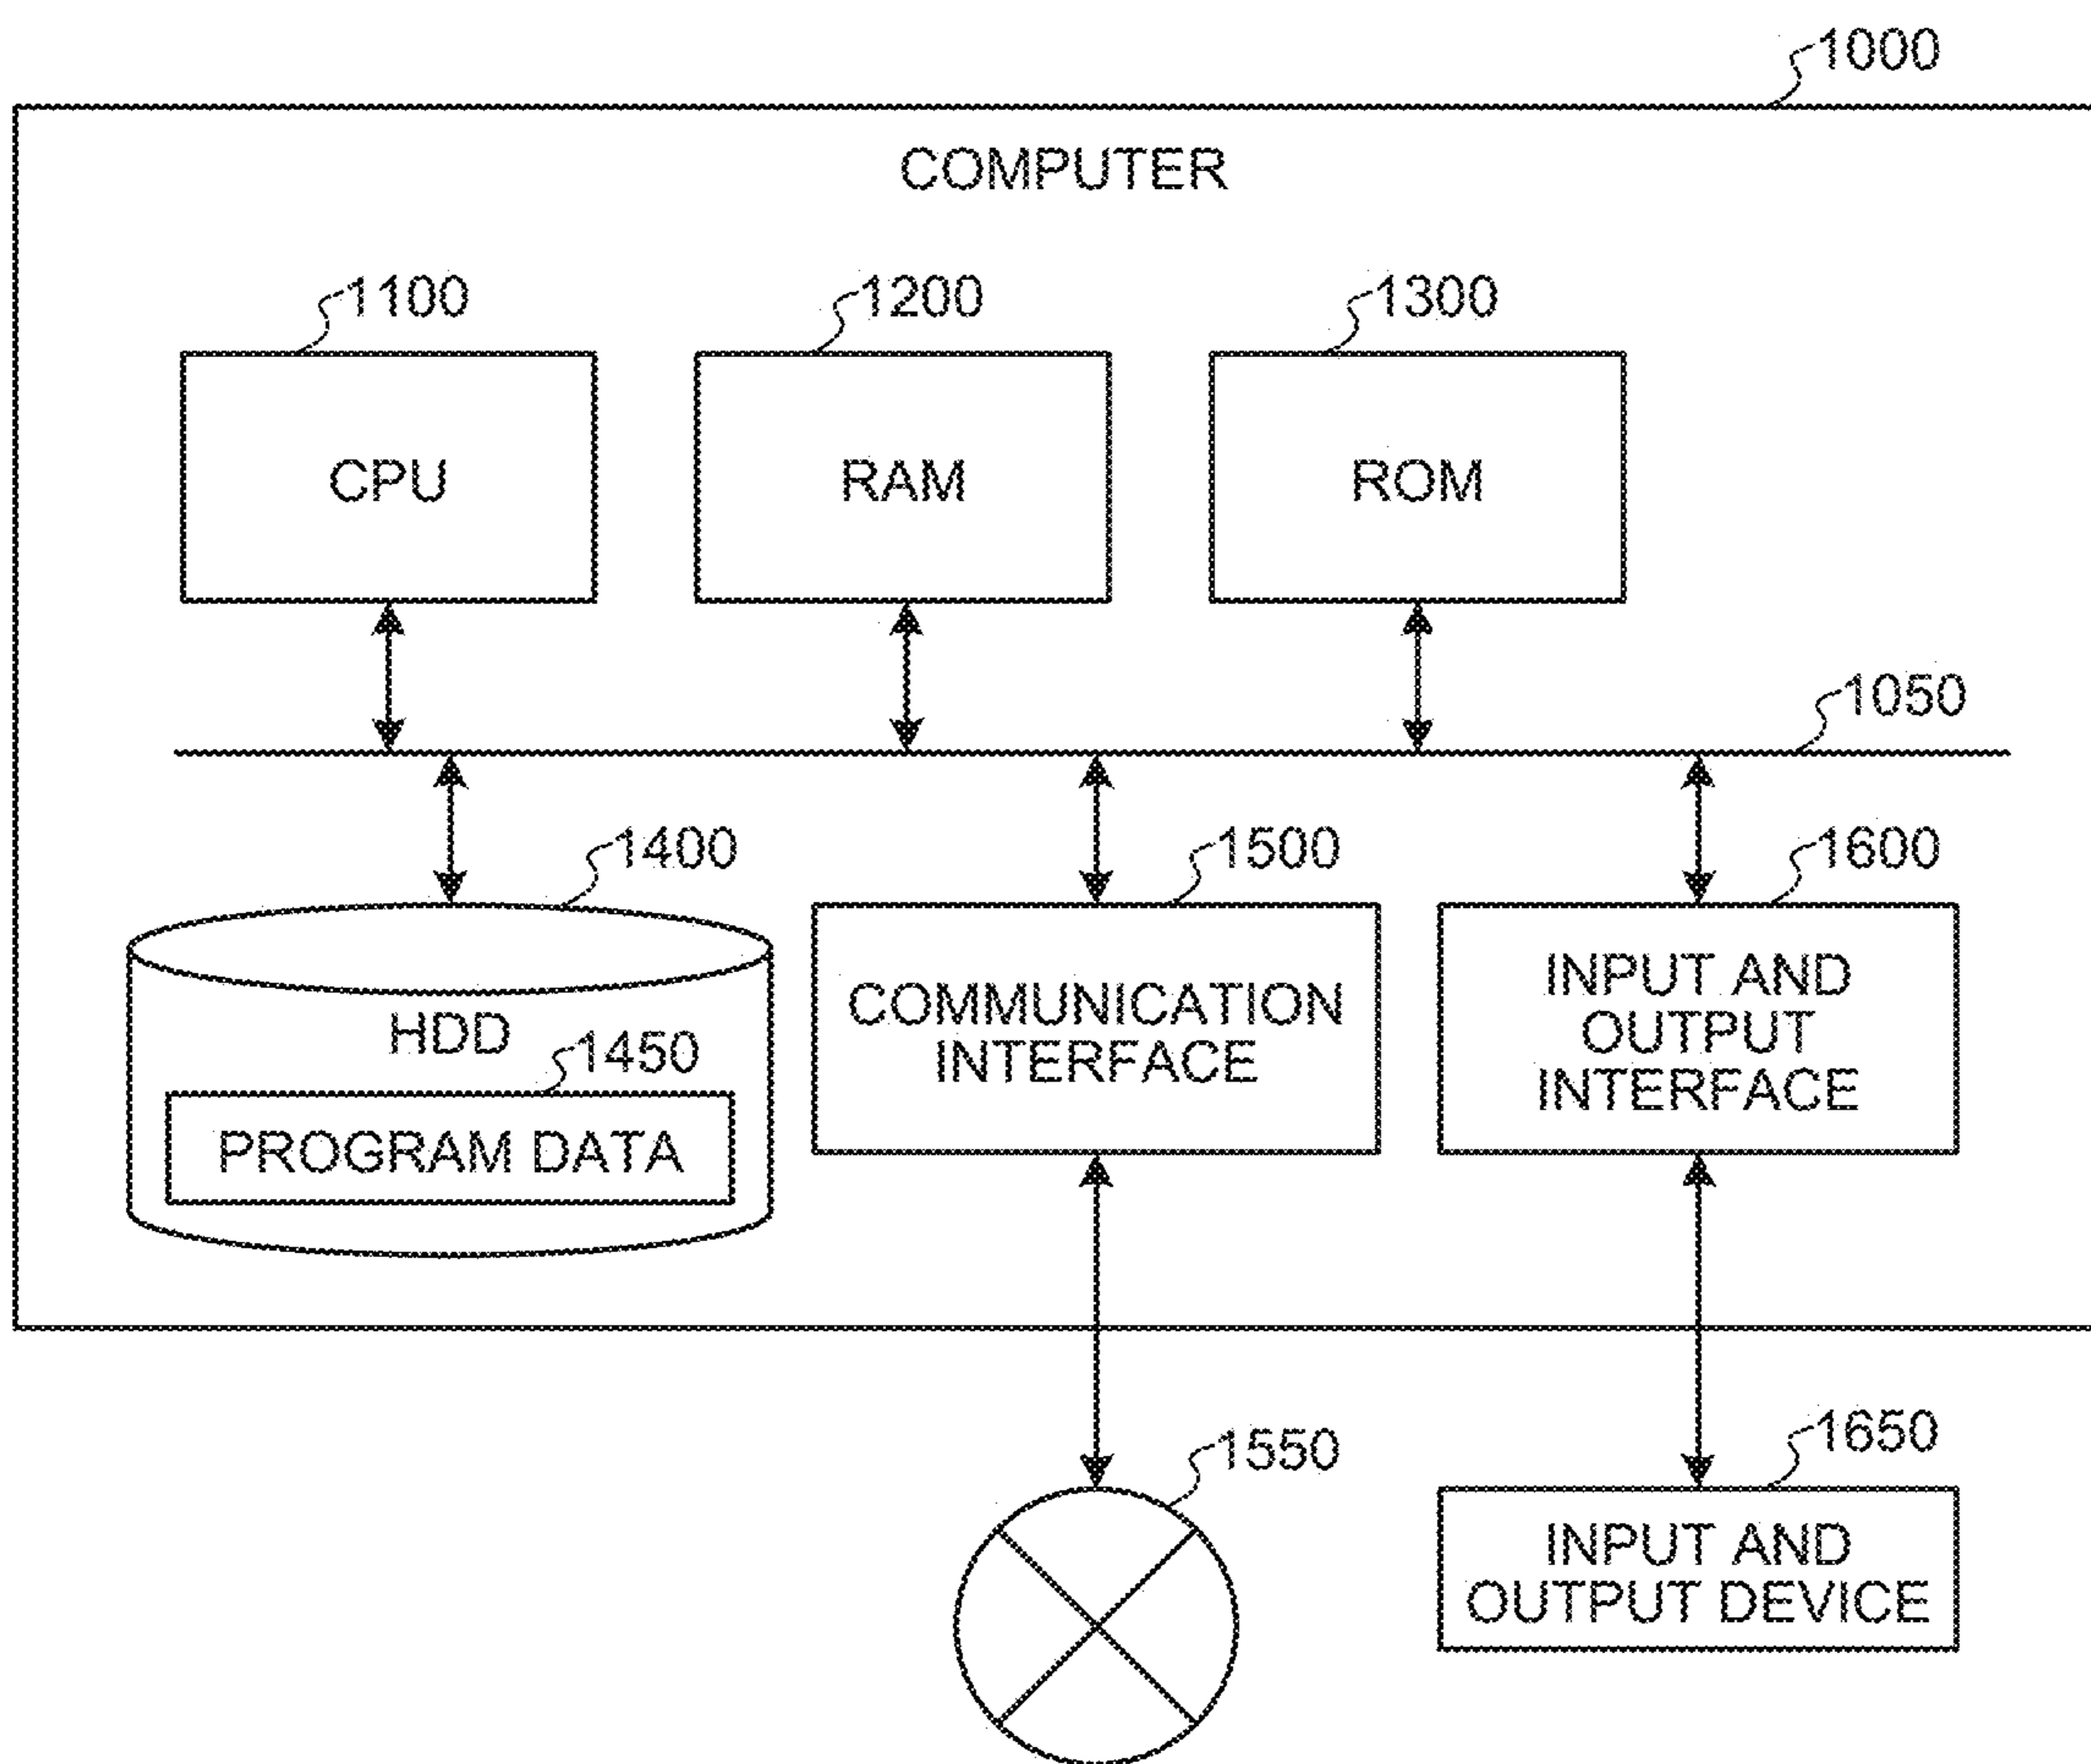 1000
COMPUTER
1100
1200
1300
CPU
RAM
ROM
1050
1400
1500
1600
HDD
1450
PROGRAM DATA
COMMUNICATION
INTERFACE
INPUT AND
OUTPUT
INTERFACE
1550
1650
INPUT AND
OUTPUT DEVICE